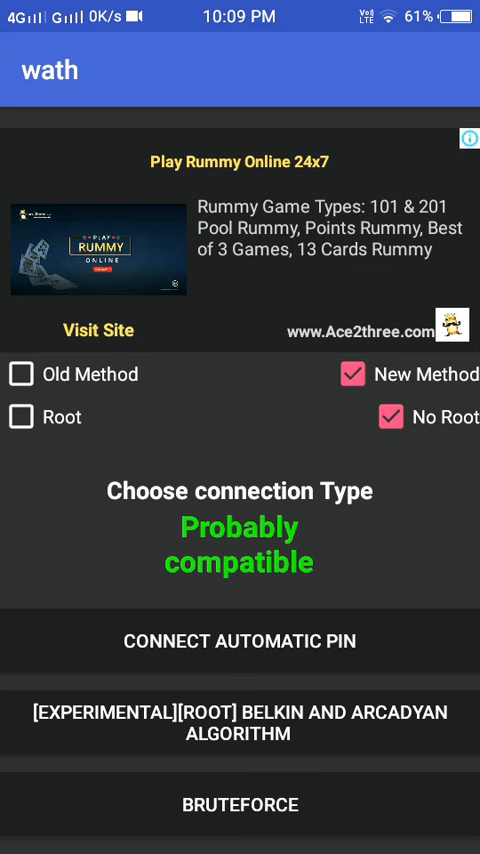 4G G 0K/s 10:09 PM VoLTE 61%
wath
Play Rummy Online 24x7
Rummy Game Types: 101 & 201
Pool Rummy, Points Rummy, Best
of 3 Games, 13 Cards Rummy
PLAY
RUMMY
ONLINE
Visit Site
www.Ace2three.com
Old Method
New Method
Root
No Root
Choose connection Type
Probably
compatible
CONNECT AUTOMATIC PIN
[EXPERIMENTAL][ROOT] BELKIN AND ARCADYAN
ALGORITHM
BRUTEFORCE